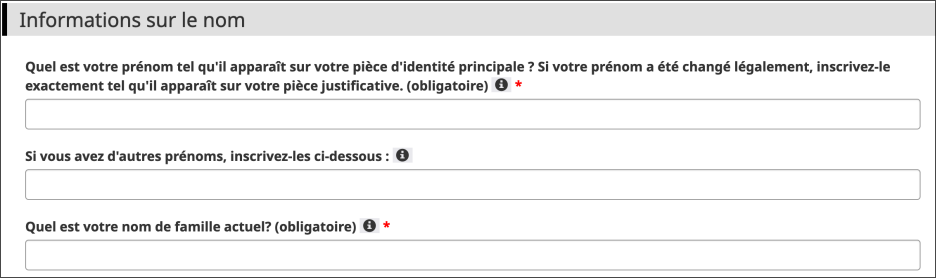 Informations sur le nom
Quel est votre prénom tel qu'il apparaît sur votre pièce d'identité principale ? Si votre prénom a été changé légalement, inscrivez-le
exactement tel qu'il apparaît sur votre pièce justificative. (obligatoire) *
Si vous avez d'autres prénoms, inscrivez-les ci-dessous :
Quel est votre nom de famille actuel? (obligatoire) *